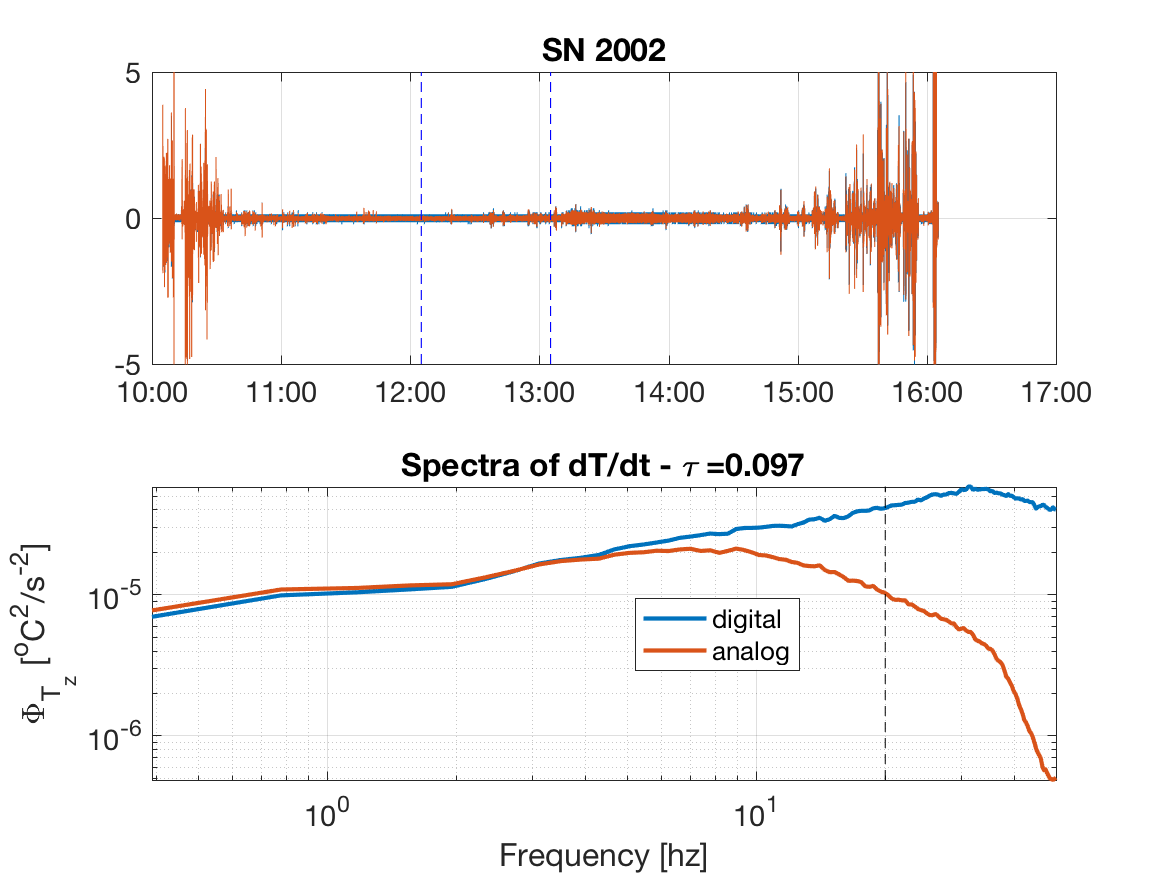 SN 2002
5
0
-5
10:00 11:00 12:00 13:00 14:00 15:00 16:00 17:00
Spectra of dT/dt - τ =0.097
10⁻⁵
10⁻⁶
Φ_T_z [°C²/s⁻²]
digital
analog
10⁰ 10¹
Frequency [hz]